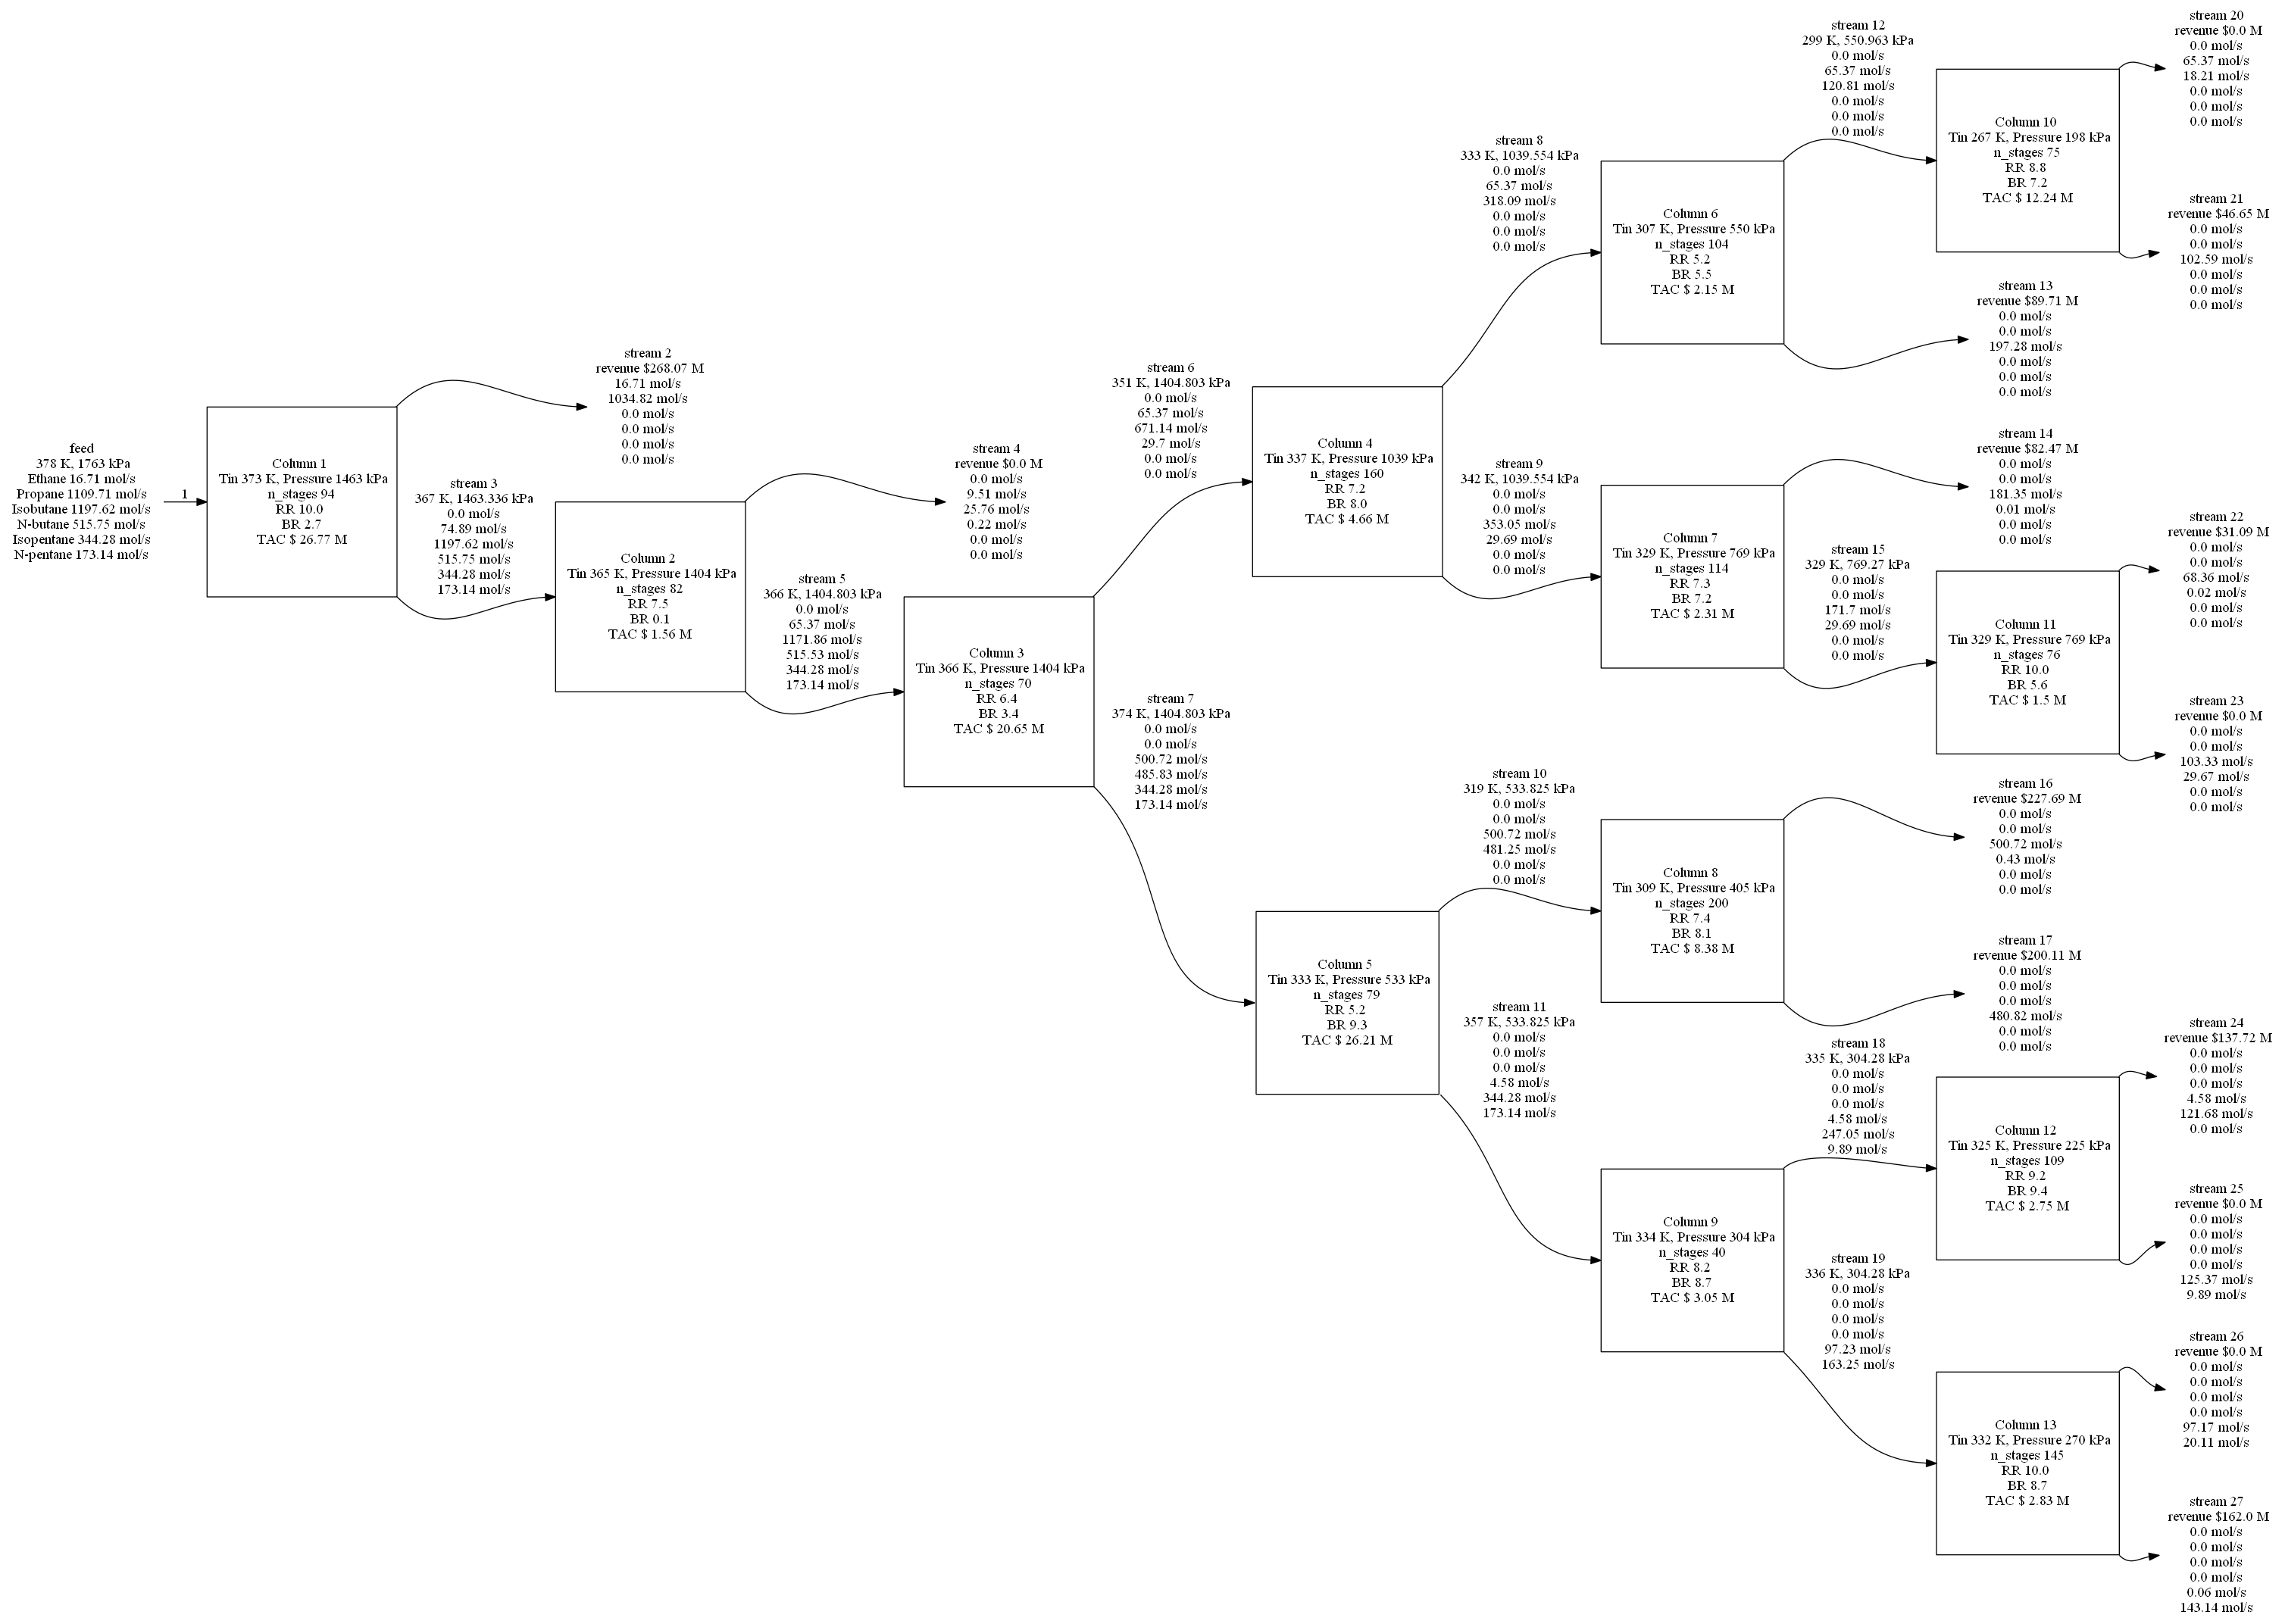 feed
378 K, 1763 kPa
Ethane 16.71 mol/s
Propane 1109.71 mol/s
Isobutane 1197.62 mol/s
N-butane 515.75 mol/s
Isopentane 344.28 mol/s
N-pentane 173.14 mol/s
1
Column 1
Tin 373 K, Pressure 1463 kPa
n_stages 94
RR 10.0
BR 2.7
TAC $ 26.77 M
stream 2
revenue $268.07 M
16.71 mol/s
1034.82 mol/s
0.0 mol/s
0.0 mol/s
0.0 mol/s
0.0 mol/s
stream 3
367 K, 1463.336 kPa
0.0 mol/s
74.89 mol/s
1197.62 mol/s
515.75 mol/s
344.28 mol/s
173.14 mol/s
Column 2
Tin 365 K, Pressure 1404 kPa
n_stages 82
RR 7.5
BR 0.1
TAC $ 1.56 M
stream 4
revenue $0.0 M
0.0 mol/s
9.51 mol/s
25.76 mol/s
0.22 mol/s
0.0 mol/s
0.0 mol/s
stream 5
366 K, 1404.803 kPa
0.0 mol/s
65.37 mol/s
1171.86 mol/s
515.53 mol/s
344.28 mol/s
173.14 mol/s
Column 3
Tin 366 K, Pressure 1404 kPa
n_stages 70
RR 6.4
BR 3.4
TAC $ 20.65 M
stream 6
351 K, 1404.803 kPa
0.0 mol/s
65.37 mol/s
671.14 mol/s
29.7 mol/s
0.0 mol/s
0.0 mol/s
stream 7
374 K, 1404.803 kPa
0.0 mol/s
0.0 mol/s
500.72 mol/s
485.83 mol/s
344.28 mol/s
173.14 mol/s
Column 4
Tin 337 K, Pressure 1039 kPa
n_stages 160
RR 7.2
BR 8.0
TAC $ 4.66 M
Column 5
Tin 333 K, Pressure 533 kPa
n_stages 79
RR 5.2
BR 9.3
TAC $ 26.21 M
stream 8
333 K, 1039.554 kPa
0.0 mol/s
65.37 mol/s
318.09 mol/s
0.0 mol/s
0.0 mol/s
0.0 mol/s
stream 9
342 K, 1039.554 kPa
0.0 mol/s
0.0 mol/s
353.05 mol/s
29.69 mol/s
0.0 mol/s
0.0 mol/s
stream 10
319 K, 533.825 kPa
0.0 mol/s
0.0 mol/s
500.72 mol/s
481.25 mol/s
0.0 mol/s
0.0 mol/s
stream 11
357 K, 533.825 kPa
0.0 mol/s
0.0 mol/s
0.0 mol/s
4.58 mol/s
344.28 mol/s
173.14 mol/s
Column 6
Tin 307 K, Pressure 550 kPa
n_stages 104
RR 5.2
BR 5.5
TAC $ 2.15 M
Column 7
Tin 329 K, Pressure 769 kPa
n_stages 114
RR 7.3
BR 7.2
TAC $ 2.31 M
Column 8
Tin 309 K, Pressure 405 kPa
n_stages 200
RR 7.4
BR 8.1
TAC $ 8.38 M
Column 9
Tin 334 K, Pressure 304 kPa
n_stages 40
RR 8.2
BR 8.7
TAC $ 3.05 M
stream 12
299 K, 550.963 kPa
0.0 mol/s
65.37 mol/s
120.81 mol/s
0.0 mol/s
0.0 mol/s
0.0 mol/s
stream 13
revenue $89.71 M
0.0 mol/s
0.0 mol/s
197.28 mol/s
0.0 mol/s
0.0 mol/s
0.0 mol/s
stream 14
revenue $82.47 M
0.0 mol/s
0.0 mol/s
181.35 mol/s
0.01 mol/s
0.0 mol/s
0.0 mol/s
stream 15
329 K, 769.27 kPa
0.0 mol/s
0.0 mol/s
171.7 mol/s
29.69 mol/s
0.0 mol/s
0.0 mol/s
stream 16
revenue $227.69 M
0.0 mol/s
0.0 mol/s
500.72 mol/s
0.43 mol/s
0.0 mol/s
0.0 mol/s
stream 17
revenue $200.11 M
0.0 mol/s
0.0 mol/s
0.0 mol/s
480.82 mol/s
0.0 mol/s
0.0 mol/s
stream 18
335 K, 304.28 kPa
0.0 mol/s
0.0 mol/s
0.0 mol/s
4.58 mol/s
247.05 mol/s
9.89 mol/s
stream 19
336 K, 304.28 kPa
0.0 mol/s
0.0 mol/s
0.0 mol/s
0.0 mol/s
97.23 mol/s
163.25 mol/s
Column 10
Tin 267 K, Pressure 198 kPa
n_stages 75
RR 8.8
BR 7.2
TAC $ 12.24 M
Column 11
Tin 329 K, Pressure 769 kPa
n_stages 76
RR 10.0
BR 5.6
TAC $ 1.5 M
Column 12
Tin 325 K, Pressure 225 kPa
n_stages 109
RR 9.2
BR 9.4
TAC $ 2.75 M
Column 13
Tin 332 K, Pressure 270 kPa
n_stages 145
RR 10.0
BR 8.7
TAC $ 2.83 M
stream 20
revenue $0.0 M
0.0 mol/s
65.37 mol/s
18.21 mol/s
0.0 mol/s
0.0 mol/s
0.0 mol/s
stream 21
revenue $46.65 M
0.0 mol/s
0.0 mol/s
102.59 mol/s
0.0 mol/s
0.0 mol/s
0.0 mol/s
stream 22
revenue $31.09 M
0.0 mol/s
0.0 mol/s
68.36 mol/s
0.02 mol/s
0.0 mol/s
0.0 mol/s
stream 23
revenue $0.0 M
0.0 mol/s
0.0 mol/s
103.33 mol/s
29.67 mol/s
0.0 mol/s
0.0 mol/s
stream 24
revenue $137.72 M
0.0 mol/s
0.0 mol/s
0.0 mol/s
4.58 mol/s
121.68 mol/s
0.0 mol/s
stream 25
revenue $0.0 M
0.0 mol/s
0.0 mol/s
0.0 mol/s
0.0 mol/s
125.37 mol/s
9.89 mol/s
stream 26
revenue $0.0 M
0.0 mol/s
0.0 mol/s
0.0 mol/s
0.0 mol/s
97.17 mol/s
20.11 mol/s
stream 27
revenue $162.0 M
0.0 mol/s
0.0 mol/s
0.0 mol/s
0.0 mol/s
0.06 mol/s
143.14 mol/s